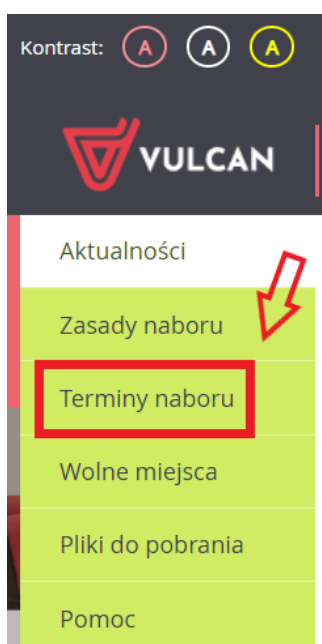 Kontrast: A A A
VULCAN
Aktualności
Zasady naboru
Terminy naboru
Wolne miejsca
Pliki do pobrania
Pomoc